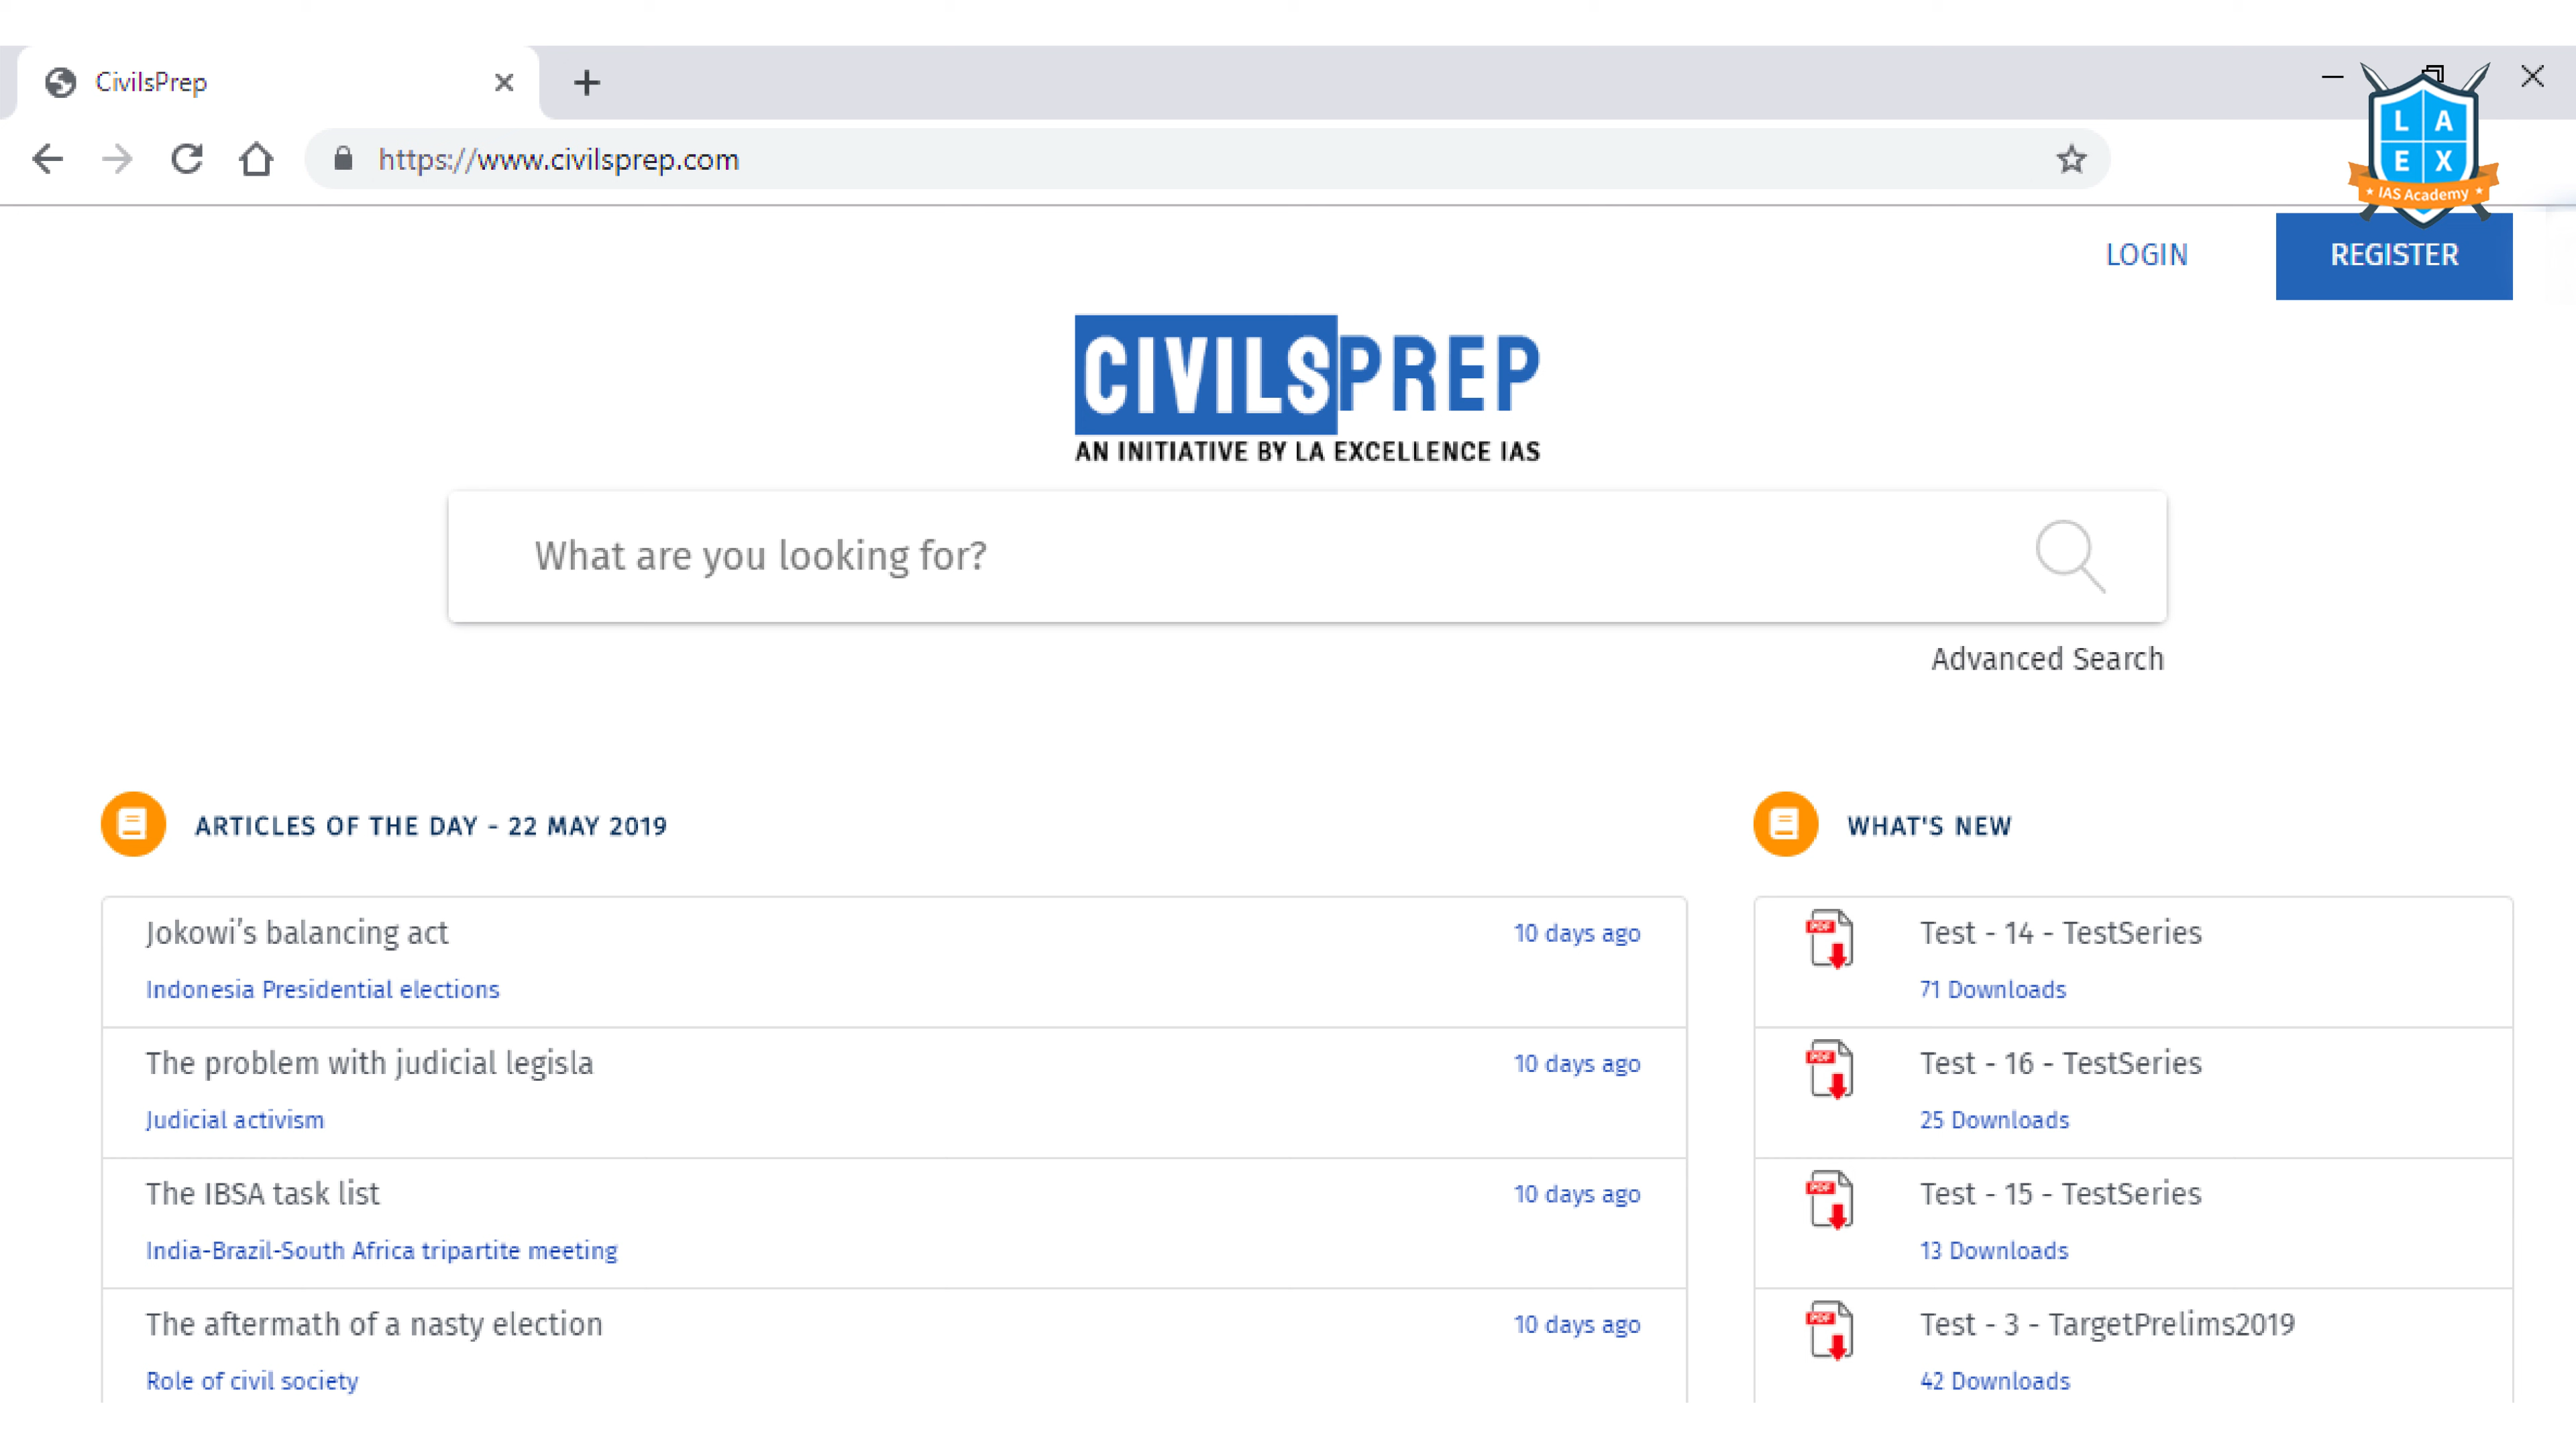 CivilsPrep
https://www.civilsprep.com
L A
E X
IAS Academy
LOGIN
REGISTER
CIVILSPREP
AN INITIATIVE BY LA EXCELLENCE IAS
What are you looking for?
Advanced Search
ARTICLES OF THE DAY - 22 MAY 2019
Jokowi's balancing act
10 days ago
Indonesia Presidential elections
The problem with judicial legisla
10 days ago
Judicial activism
The IBSA task list
10 days ago
India-Brazil-South Africa tripartite meeting
The aftermath of a nasty election
10 days ago
Role of civil society
WHAT'S NEW
PDF
Test - 14 - TestSeries
71 Downloads
PDF
Test - 16 - TestSeries
25 Downloads
PDF
Test - 15 - TestSeries
13 Downloads
PDF
Test - 3 - TargetPrelims2019
42 Downloads